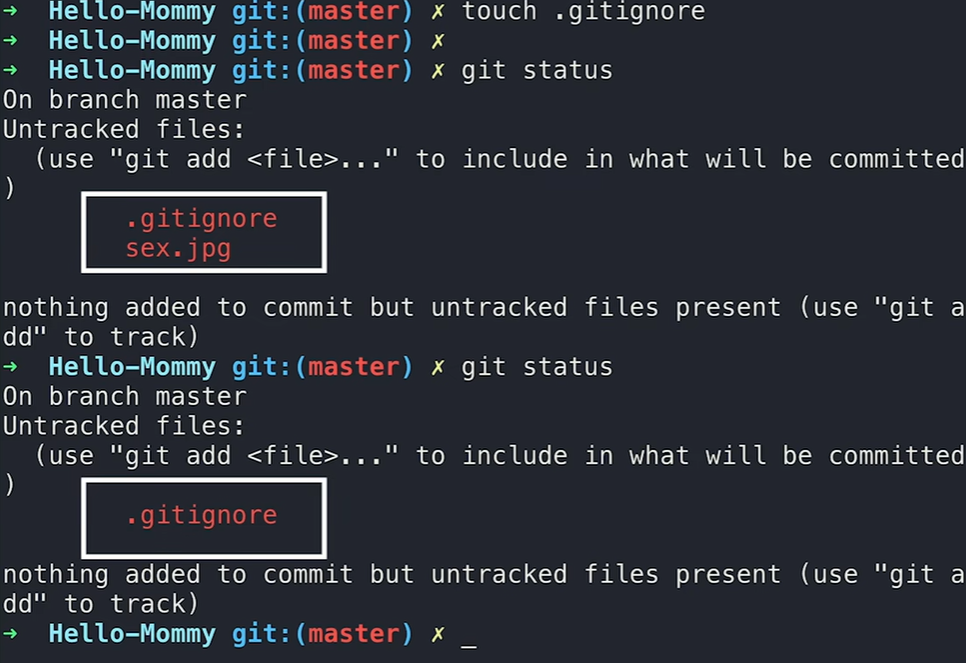 →  Hello-Mommy git:(master) ✗ touch .gitignore
→  Hello-Mommy git:(master) ✗
→  Hello-Mommy git:(master) ✗ git status
On branch master
Untracked files:
  (use "git add <file>..." to include in what will be committed
)
        .gitignore
        sex.jpg
nothing added to commit but untracked files present (use "git a
dd" to track)
→  Hello-Mommy git:(master) ✗ git status
On branch master
Untracked files:
  (use "git add <file>..." to include in what will be committed
)
        .gitignore
nothing added to commit but untracked files present (use "git a
dd" to track)
→  Hello-Mommy git:(master) ✗ _